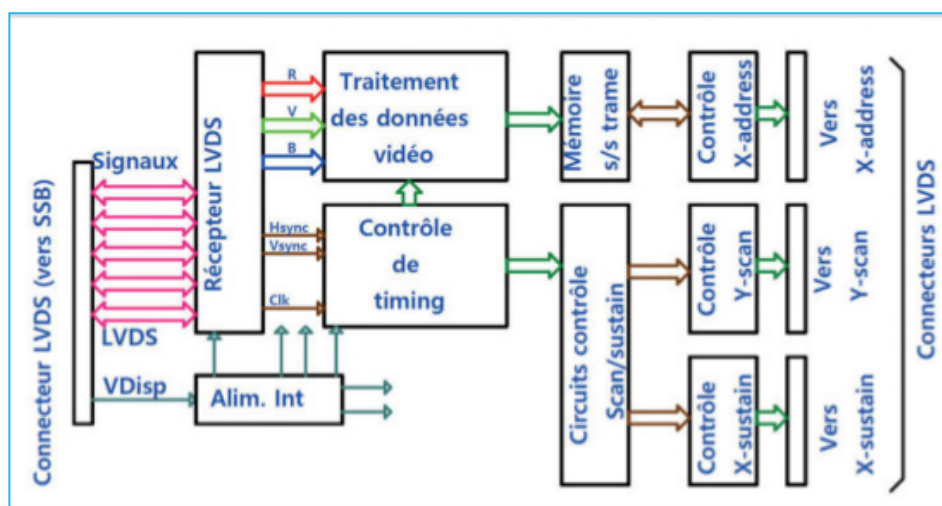 Connecteur LVDS (vers SSB)
Signaux
LVDS
VDisp
Récepteur LVDS
Alim. Int
R
V
B
Hsync
Vsync
Clk
Traitement
des données
vidéo
Contrôle
de
timing
Mémoire
s/s trame
Circuits contrôle
Scan/sustain
Contrôle
X-address
Contrôle
Y-scan
Contrôle
X-sustain
Vers
X-address
Vers
Y-scan
Vers
X-sustain
Connecteurs LVDS